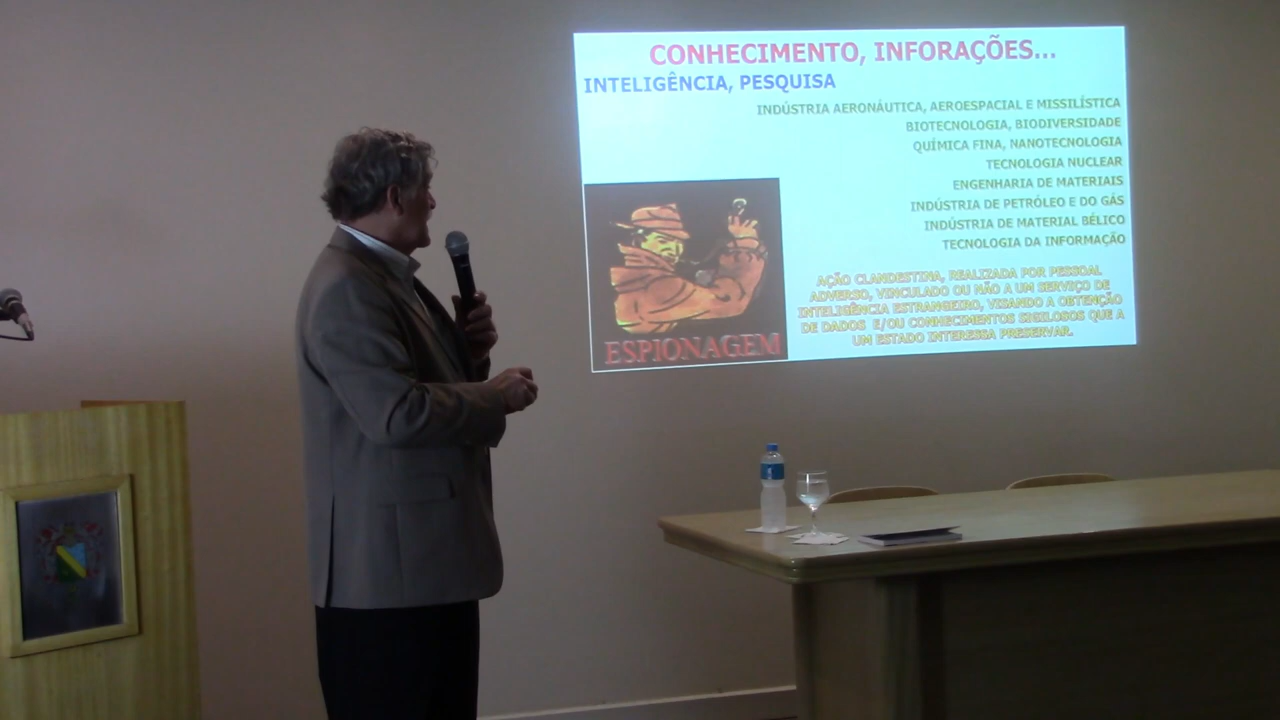 CONHECIMENTO, INFORAÇÕES...
INTELIGÊNCIA, PESQUISA
INDÚSTRIA AERONÁUTICA, AEROESPACIAL E MISSILÍSTICA
BIOTECNOLOGIA, BIODIVERSIDADE
QUÍMICA FINA, NANOTECNOLOGIA
TECNOLOGIA NUCLEAR
ENGENHARIA DE MATERIAIS
INDÚSTRIA DE PETRÓLEO E DO GÁS
INDÚSTRIA DE MATERIAL BÉLICO
TECNOLOGIA DA INFORMAÇÃO
ESPIONAGEM
AÇÃO CLANDESTINA, REALIZADA POR PESSOAL
ADVERSO, VINCULADO OU NÃO A UM SERVIÇO DE
INTELIGÊNCIA ESTRANGEIRO, VISANDO A OBTENÇÃO
DE DADOS E/OU CONHECIMENTOS SIGILOSOS QUE A
UM ESTADO INTERESSA PRESERVAR.